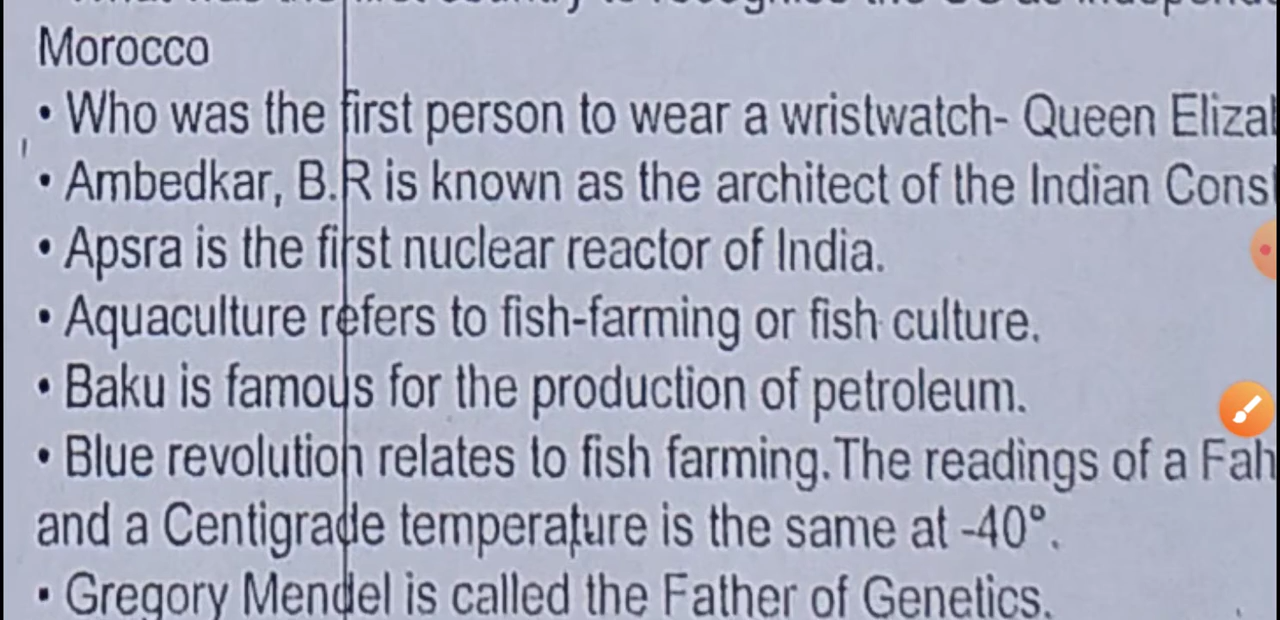 Morocco
• Who was the first person to wear a wristwatch- Queen
• Ambedkar, B.R is known as the architect of the Indian
• Apsra is the first nuclear reactor of India.
• Aquaculture refers to fish-farming or fish culture.
• Baku is famous for the production of petroleum.
• Blue revolution relates to fish farming.The readings of a
and a Centigrade temperature is the same at -40°.
• Gregory Mendel is called the Father of Genetics.